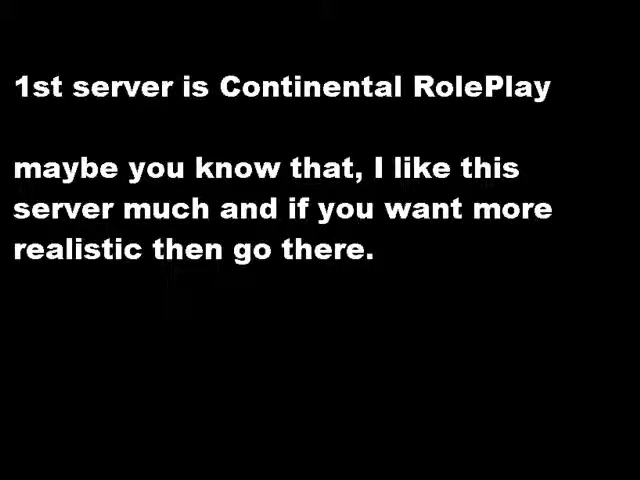 1st server is Continental RolePlay
maybe you know that, I like this
server much and if you want more
realistic then go there.